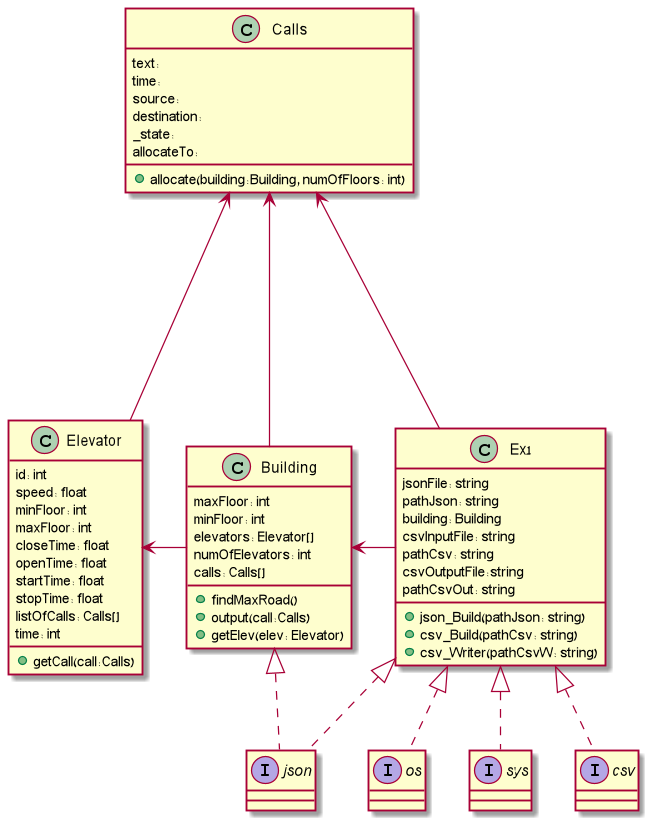 C Calls
text:
time:
source:
destination:
_state:
allocateTo:
allocate(building:Building, numOfFloors: int)
C Elevator
id: int
speed: float
minFloor: int
maxFloor: int
closeTime: float
openTime: float
startTime: float
stopTime: float
listOfCalls: Calls[]
time: int
getCall(call:Calls)
C Building
maxFloor: int
minFloor: int
elevators: Elevator[]
numOfElevators: int
calls: Calls[]
findMaxRoad()
output(call:Calls)
getElev(elev: Elevator)
C Ex1
jsonFile: string
pathJson: string
building: Building
csvInputFile: string
pathCsv: string
csvOutputFile:string
pathCsvOut: string
json_Build(pathJson: string)
csv_Build(pathCsv: string)
csv_Writer(pathCsvW: string)
I json
I os
I sys
I csv